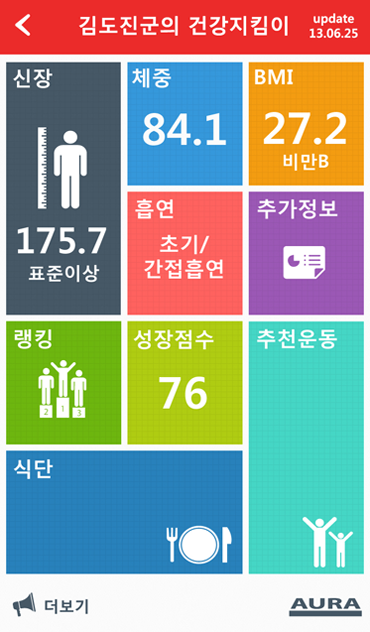 김도진군의 건강지킴이
update
13.06.25
신장
175.7
표준이상
체중
84.1
BMI
27.2
비만B
흡연
초기/
간접흡연
추가정보
랭킹
2 1 3
성장점수
76
추천운동
식단
더보기
AURA